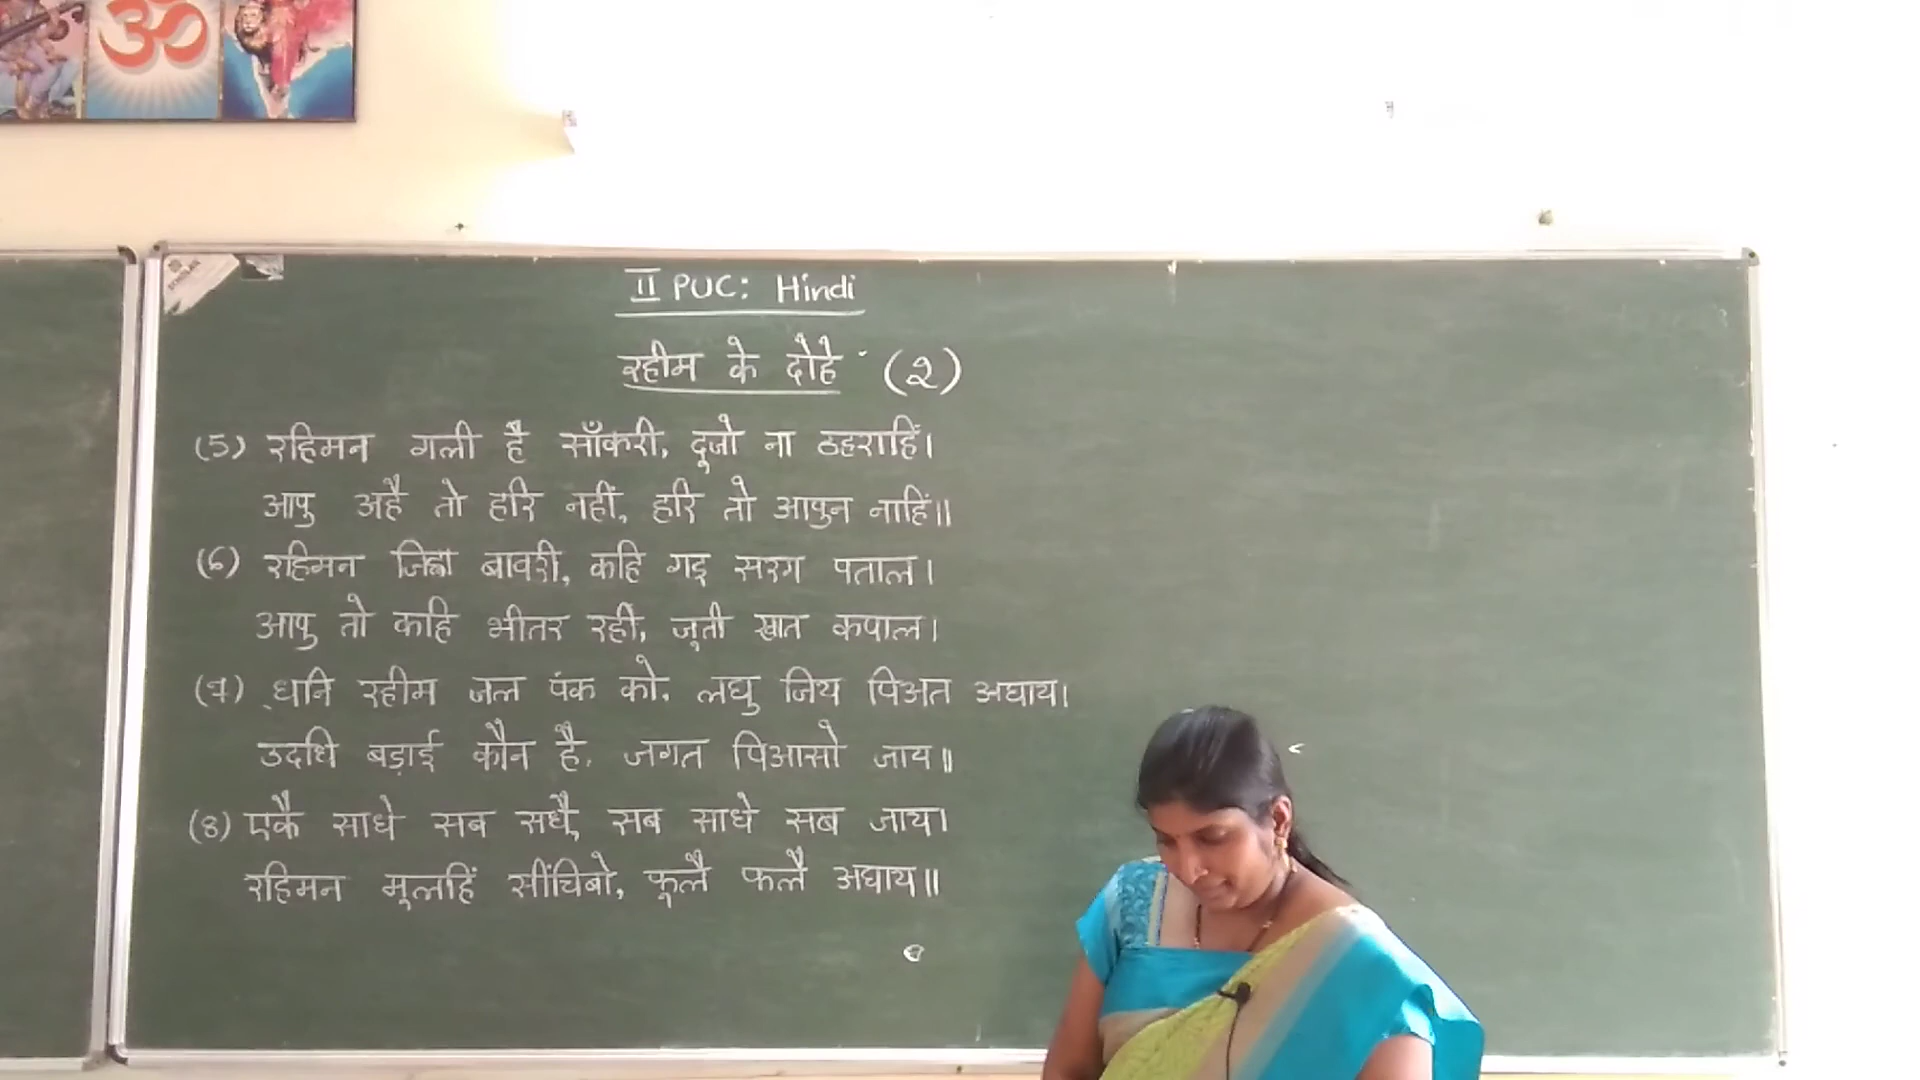 ॐ
II PUC: Hindi
रहीम के दोहे (२)
(5) रहिमन गली है साँकरी, दूजो ना ठहराहिं।
आपु अहै तो हरि नहीं, हरि तो आपुन नाहिं॥
(6) रहिमन जिह्वा बावरी, कहि गइ सरग पताल।
आपु तो कहि भीतर रही, जूती खात कपाल।
(7) धनि रहीम जल पंक को, लघु जिय पिअत अघाय।
उदधि बड़ाई कौन है, जगत पिआसो जाय॥
(8) एकै साधे सब सधै, सब साधे सब जाय।
रहिमन मूलहिं सींचिबो, फूलै फलै अघाय॥